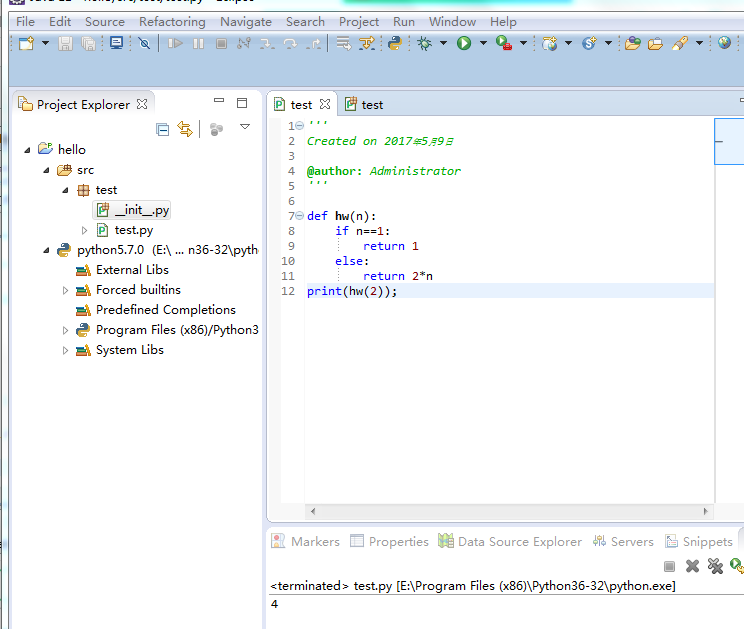 File Edit Source Refactoring Navigate Search Project Run Window Help
Project Explorer
hello
src
test
__init__.py
test.py
python5.7.0 (E:\ ... n36-32\pyth
External Libs
Forced builtins
Predefined Completions
Program Files (x86)/Python3
System Libs
test test
1 '''
2 Created on 2017年5月9日
3
4 @author: Administrator
5 '''
6
7 def hw(n):
8 if n==1:
9 return 1
10 else:
11 return 2*n
12 print(hw(2));
Markers Properties Data Source Explorer Servers Snippets
<terminated> test.py [E:\Program Files (x86)\Python36-32\python.exe]
4